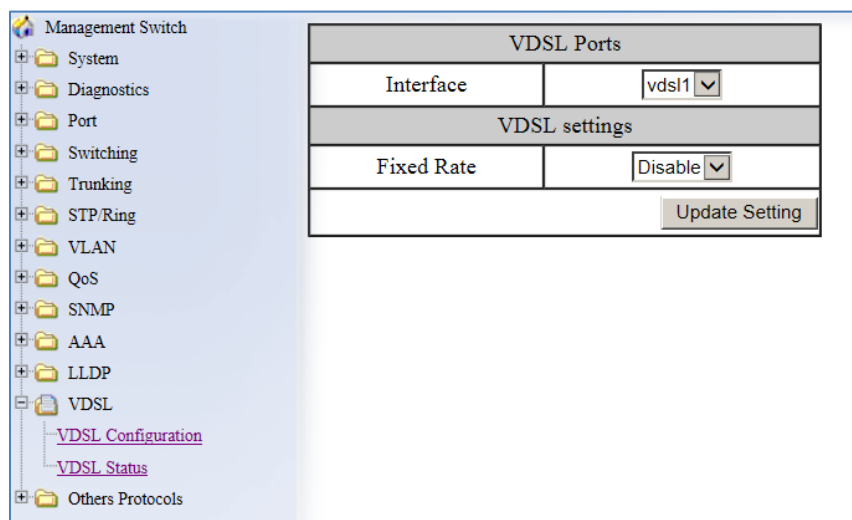 Management Switch
System
Diagnostics
Port
Switching
Trunking
STP/Ring
VLAN
QoS
SNMP
AAA
LLDP
VDSL
VDSL Configuration
VDSL Status
Others Protocols
VDSL Ports
Interface vdsl1
VDSL settings
Fixed Rate Disable
Update Setting